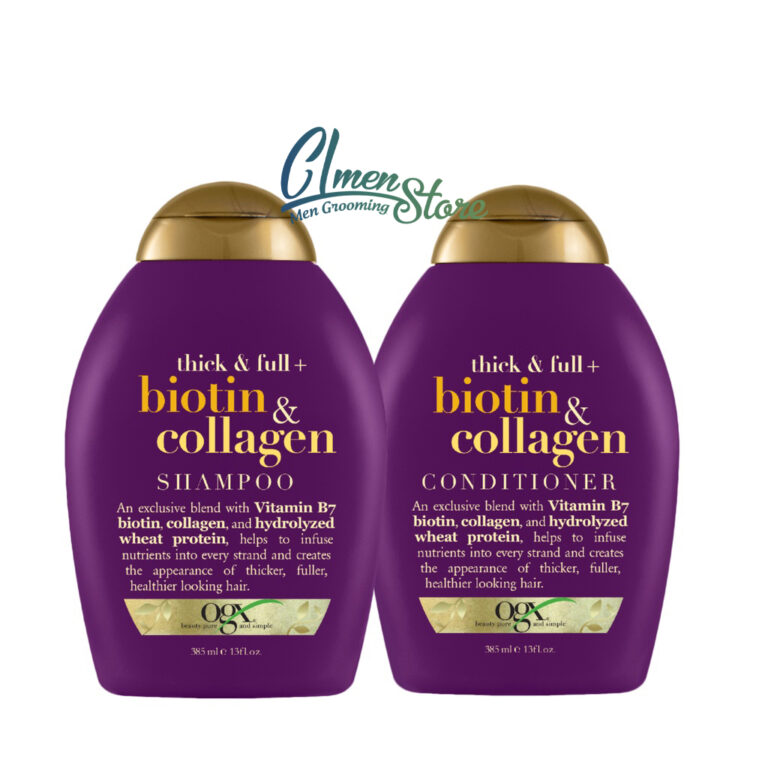 CImen
Men Grooming Store
thick & full +
biotin &
collagen
SHAMPOO
An exclusive blend with Vitamin B7
biotin, collagen, and hydrolyzed
wheat protein, helps to infuse
nutrients into every strand and creates
the appearance of thicker, fuller,
healthier looking hair.
ogx
beauty pure and simple
385 ml e 13fl.oz.
thick & full +
biotin &
collagen
CONDITIONER
An exclusive blend with Vitamin B7
biotin, collagen, and hydrolyzed
wheat protein, helps to infuse
nutrients into every strand and creates
the appearance of thicker, fuller,
healthier looking hair.
ogx
beauty pure and simple
385 ml e 13fl.oz.